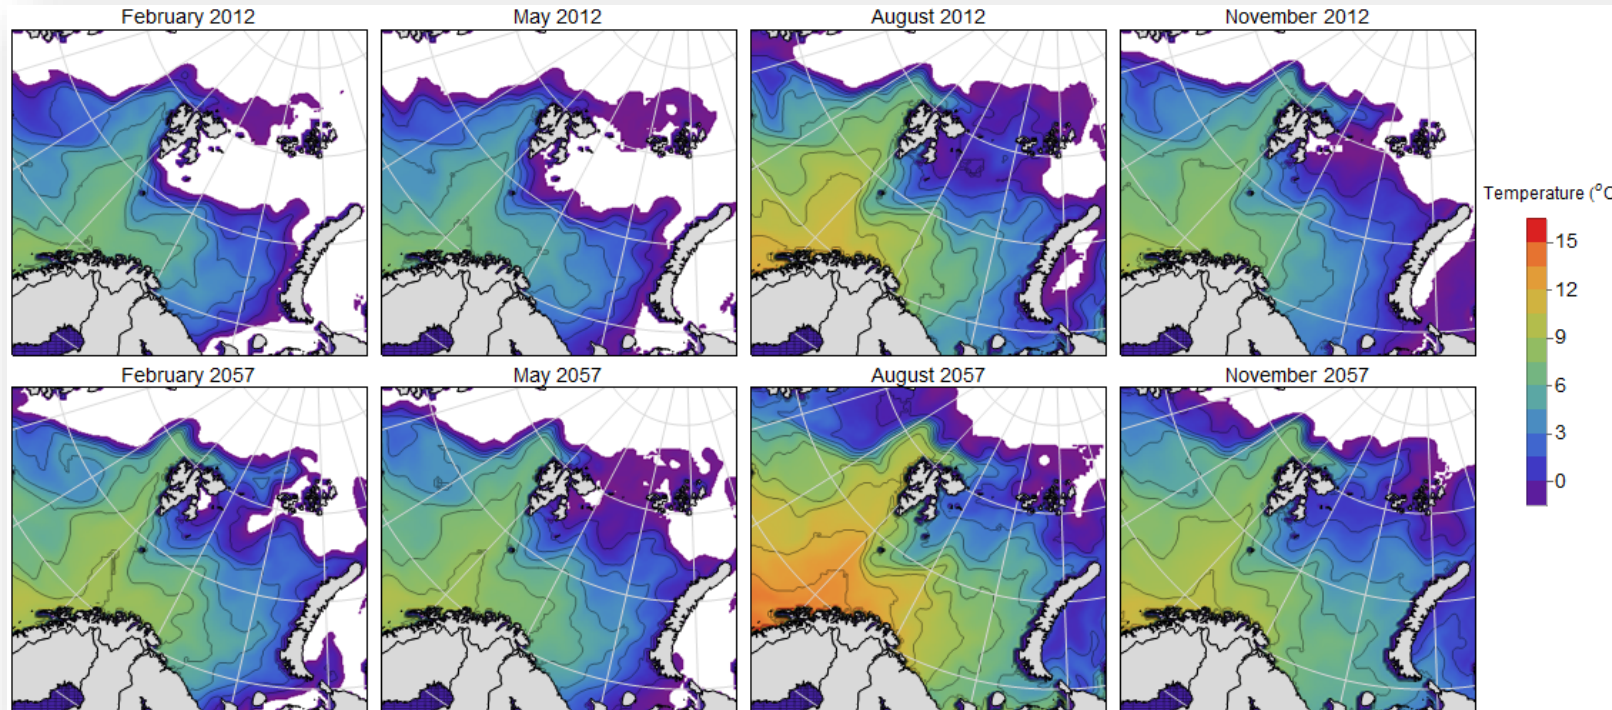 February 2012
May 2012
August 2012
November 2012
Temperature (°C
15
12
9
6
3
0
February 2057
May 2057
August 2057
November 2057